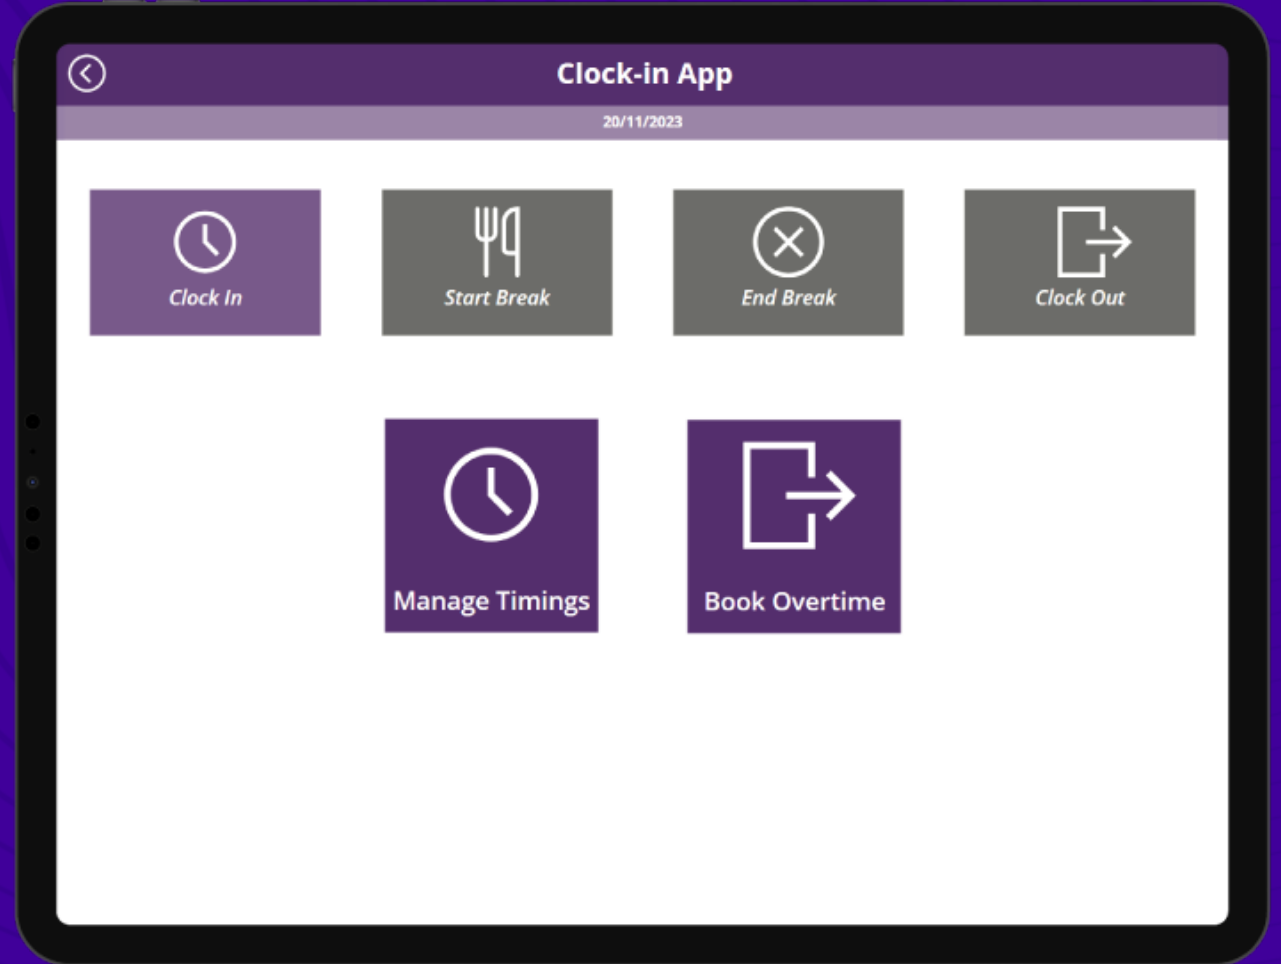 Clock-in App
20/11/2023
Clock In
Start Break
End Break
Clock Out
Manage Timings
Book Overtime